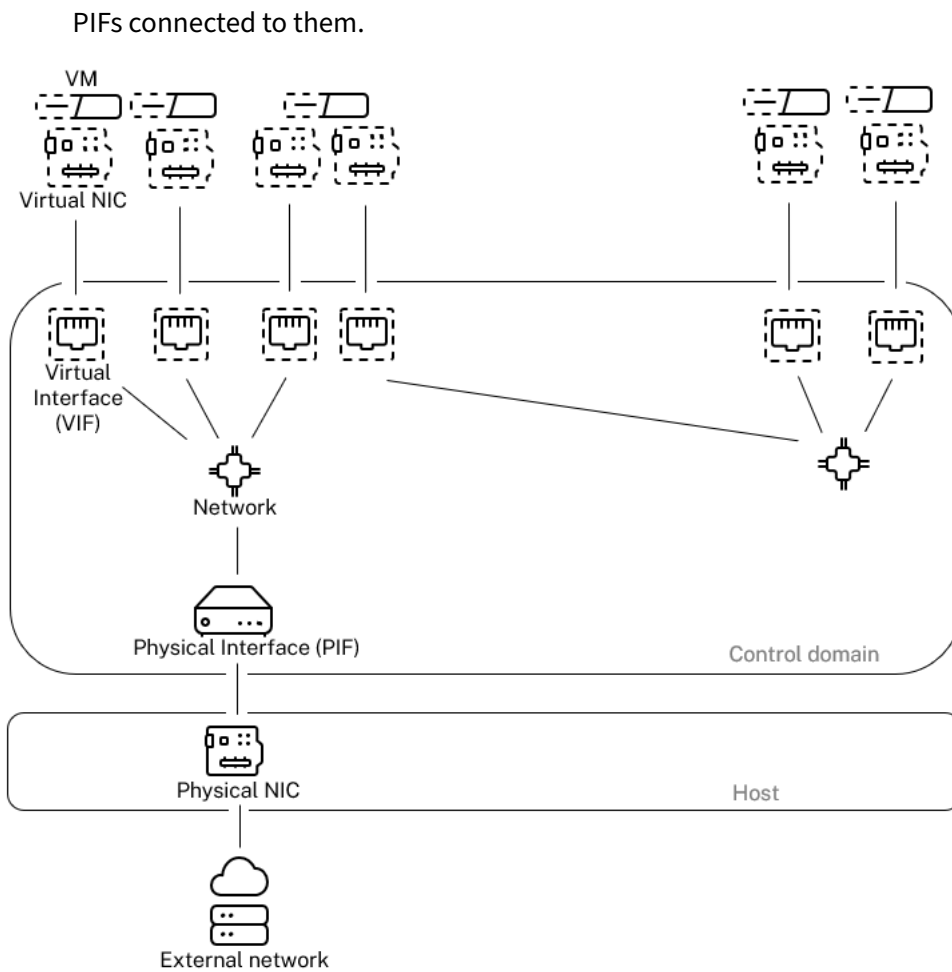 PIFs connected to them.
VM
Virtual NIC
Virtual
Interface
(VIF)
Network
Physical Interface (PIF)
Control domain
Physical NIC
Host
External network